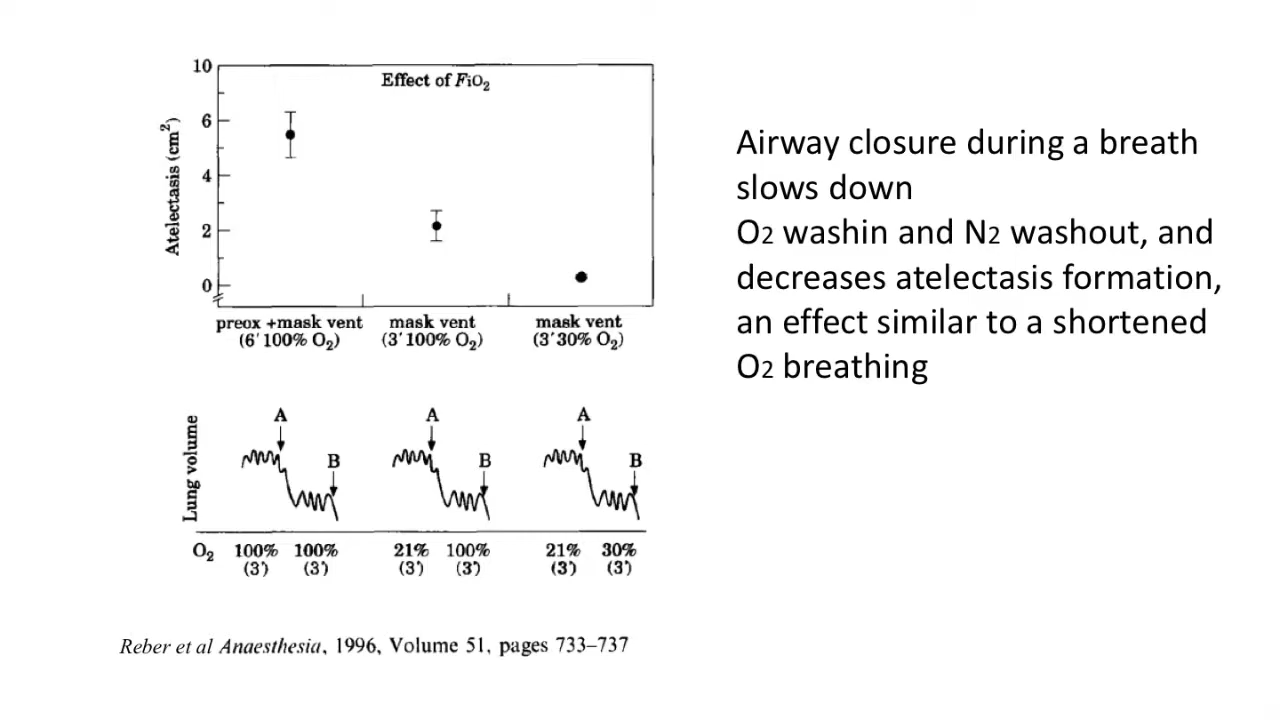 10
Effect of FiO2
6
4
2
0
Atelectasis (cm2)
preox +mask vent
(6′ 100% O2)
mask vent
(3′ 100% O2)
mask vent
(3′ 30% O2)
Airway closure during a breath
slows down
O2 washin and N2 washout, and
decreases atelectasis formation,
an effect similar to a shortened
O2 breathing
Lung volume
A
B
A
B
A
B
O2 100% 100% 21% 100% 21% 30%
(3′) (3′) (3′) (3′) (3′) (3′)
Reber et al Anaesthesia, 1996, Volume 51, pages 733–737